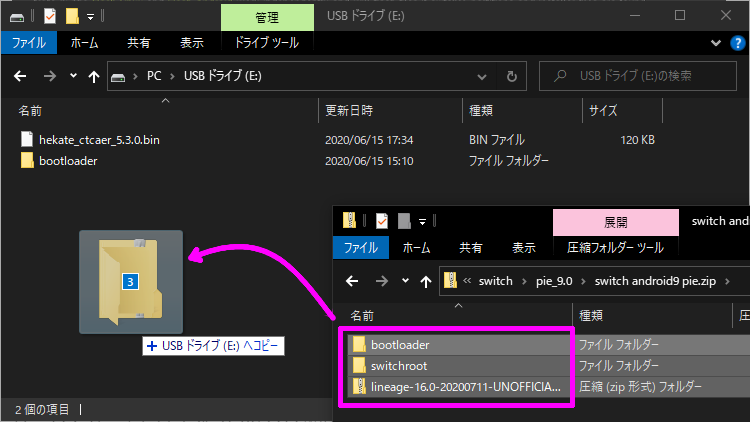 管理
USB ドライブ (E:)
ファイル ホーム 共有 表示 ドライブ ツール
PC > USB ドライブ (E:) >
USB ドライブ (E:)の検索
名前 更新日時 種類 サイズ
hekate_ctcaer_5.3.0.bin 2020/06/15 17:34 BIN ファイル 120 KB
bootloader 2020/06/15 15:10 ファイル フォルダー
3
USB ドライブ (E:) へコピー
2 個の項目
展開
switch and
ファイル ホーム 共有 表示 圧縮フォルダー ツール
« switch > pie_9.0 > switch android9 pie.zip >
名前 種類 圧
bootloader ファイル フォルダー
switchroot ファイル フォルダー
lineage-16.0-20200711-UNOFFICIA... 圧縮 (zip 形式) フォルダー